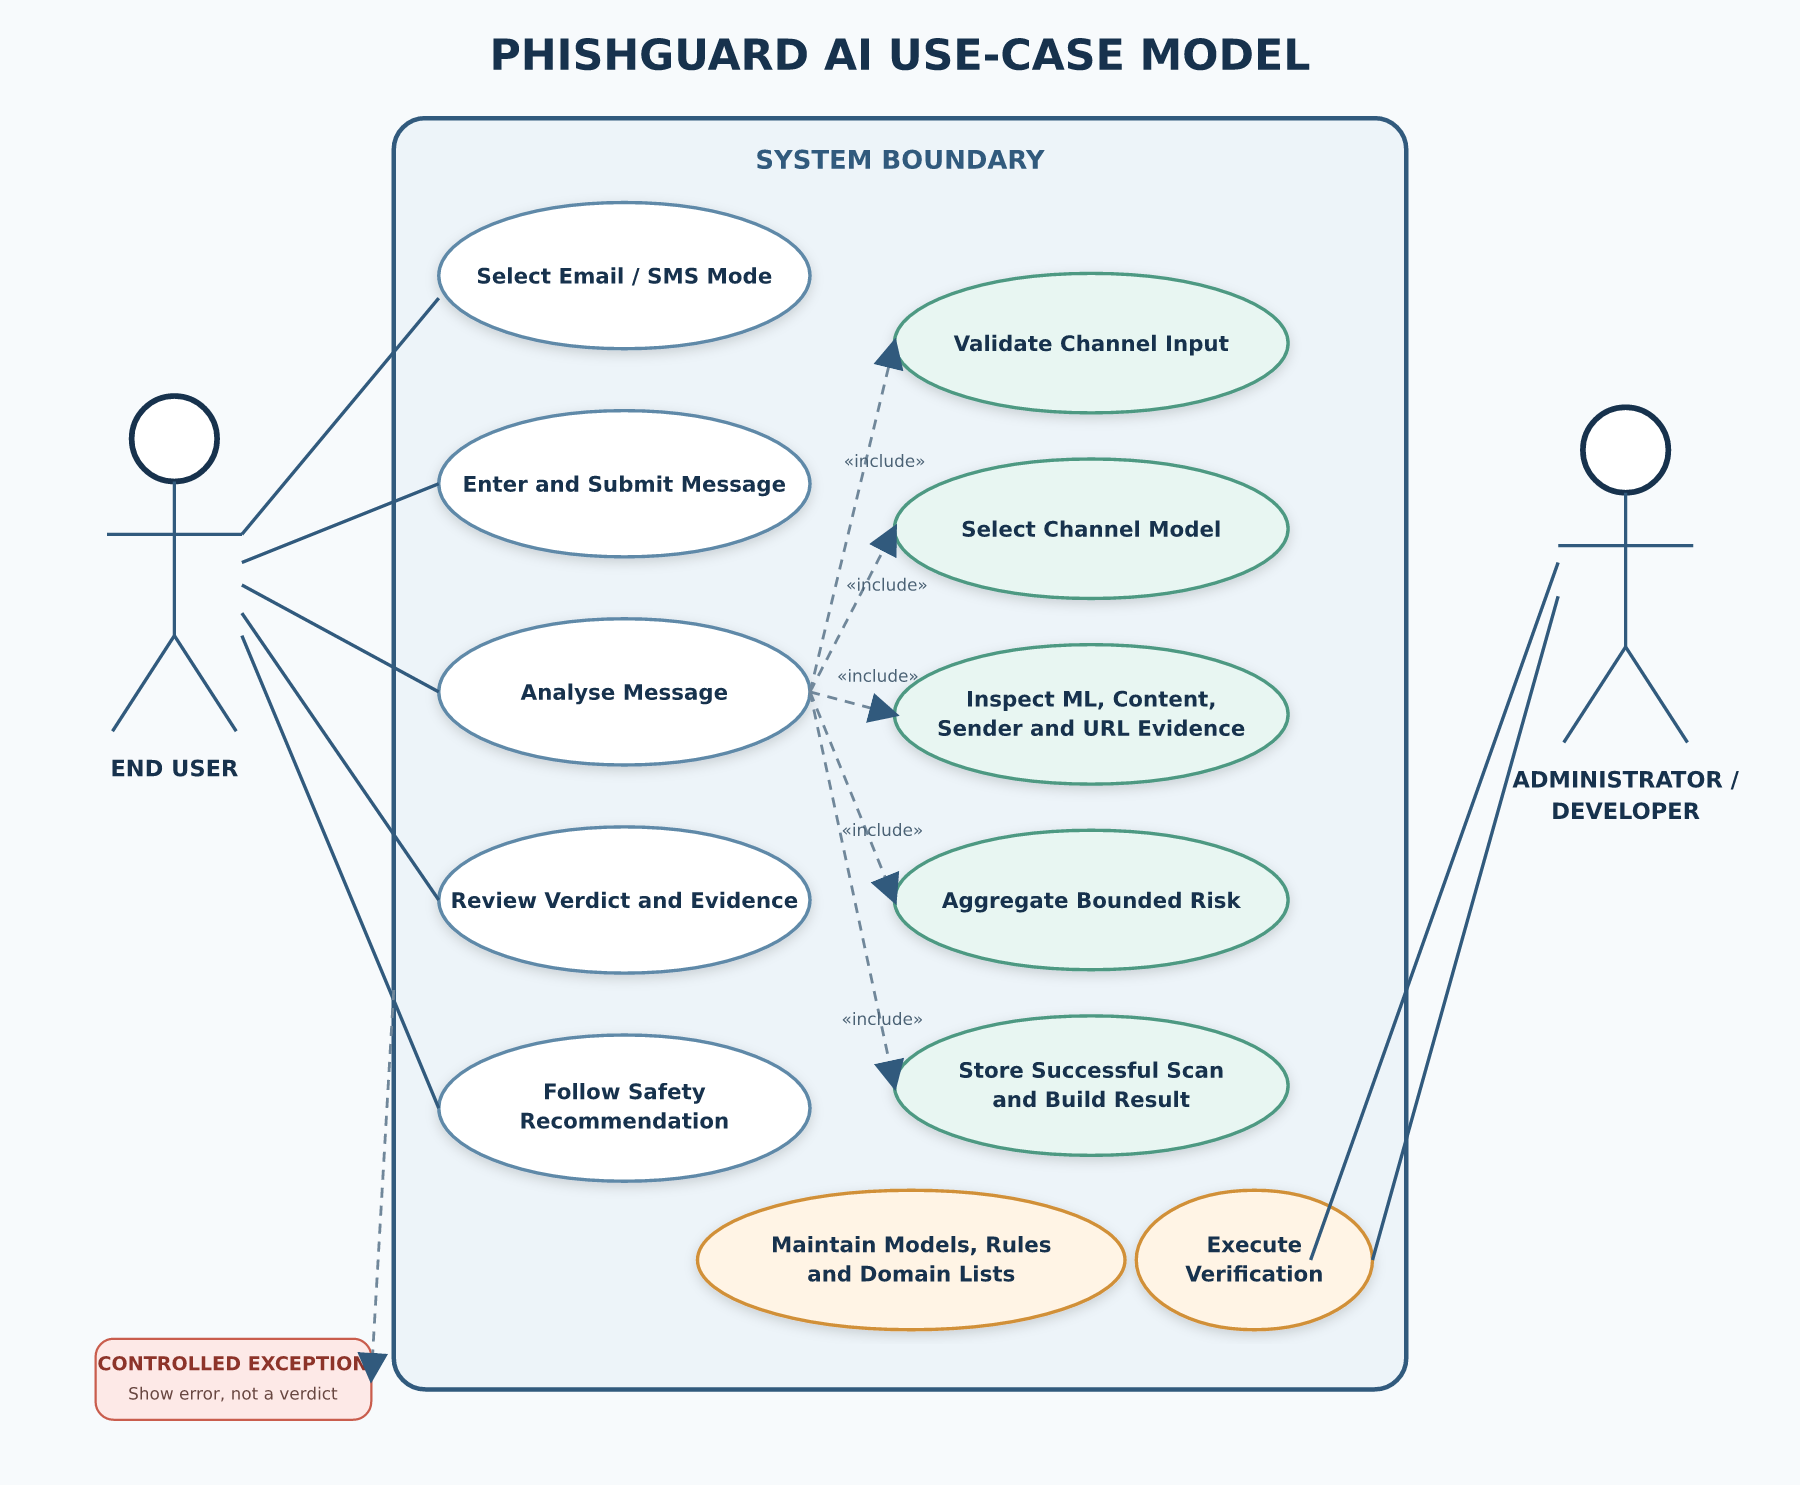 PHISHGUARD AI USE-CASE MODEL
SYSTEM BOUNDARY
Select Email / SMS Mode
Validate Channel Input
«include»
Enter and Submit Message
Select Channel Model
«include»
«include»
Analyse Message
Inspect ML, Content,
Sender and URL Evidence
END USER
ADMINISTRATOR /
DEVELOPER
«include»
Review Verdict and Evidence
Aggregate Bounded Risk
«include»
Follow Safety
Recommendation
Store Successful Scan
and Build Result
Maintain Models, Rules
and Domain Lists
Execute
Verification
CONTROLLED EXCEPTION
Show error, not a verdict